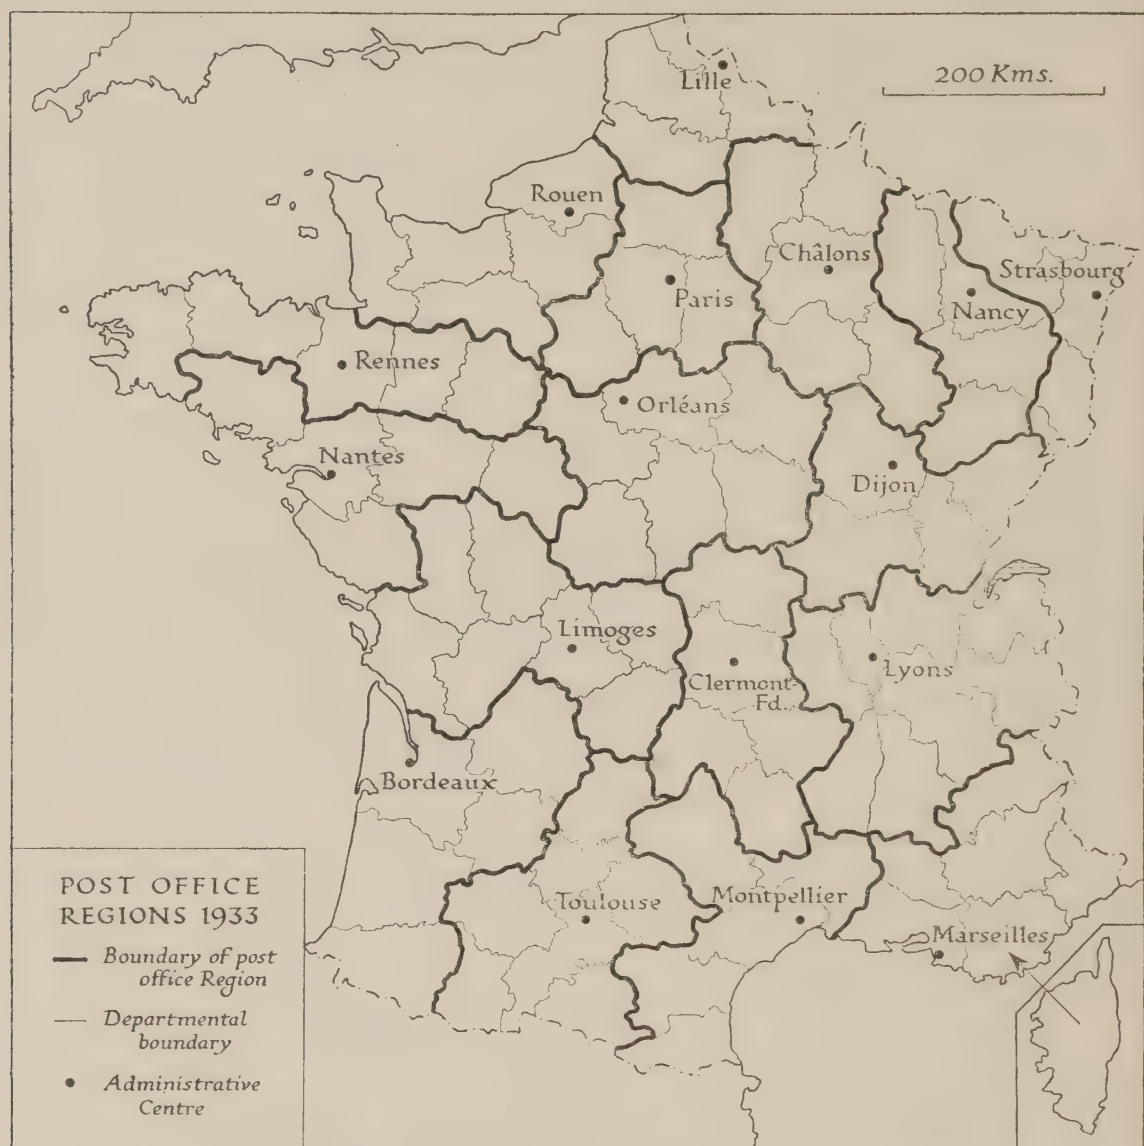 Lille
200 Kms.
Rouen
Châlons
Strasbourg
Paris
Nancy
Rennes
Orléans
Nantes
Dijon
Limoges
Lyons
Clermont-
Fd.
Bordeaux
Toulouse
Montpellier
Marseilles
POST OFFICE
REGIONS 1933
Boundary of post
office Region
Departmental
boundary
Administrative
Centre